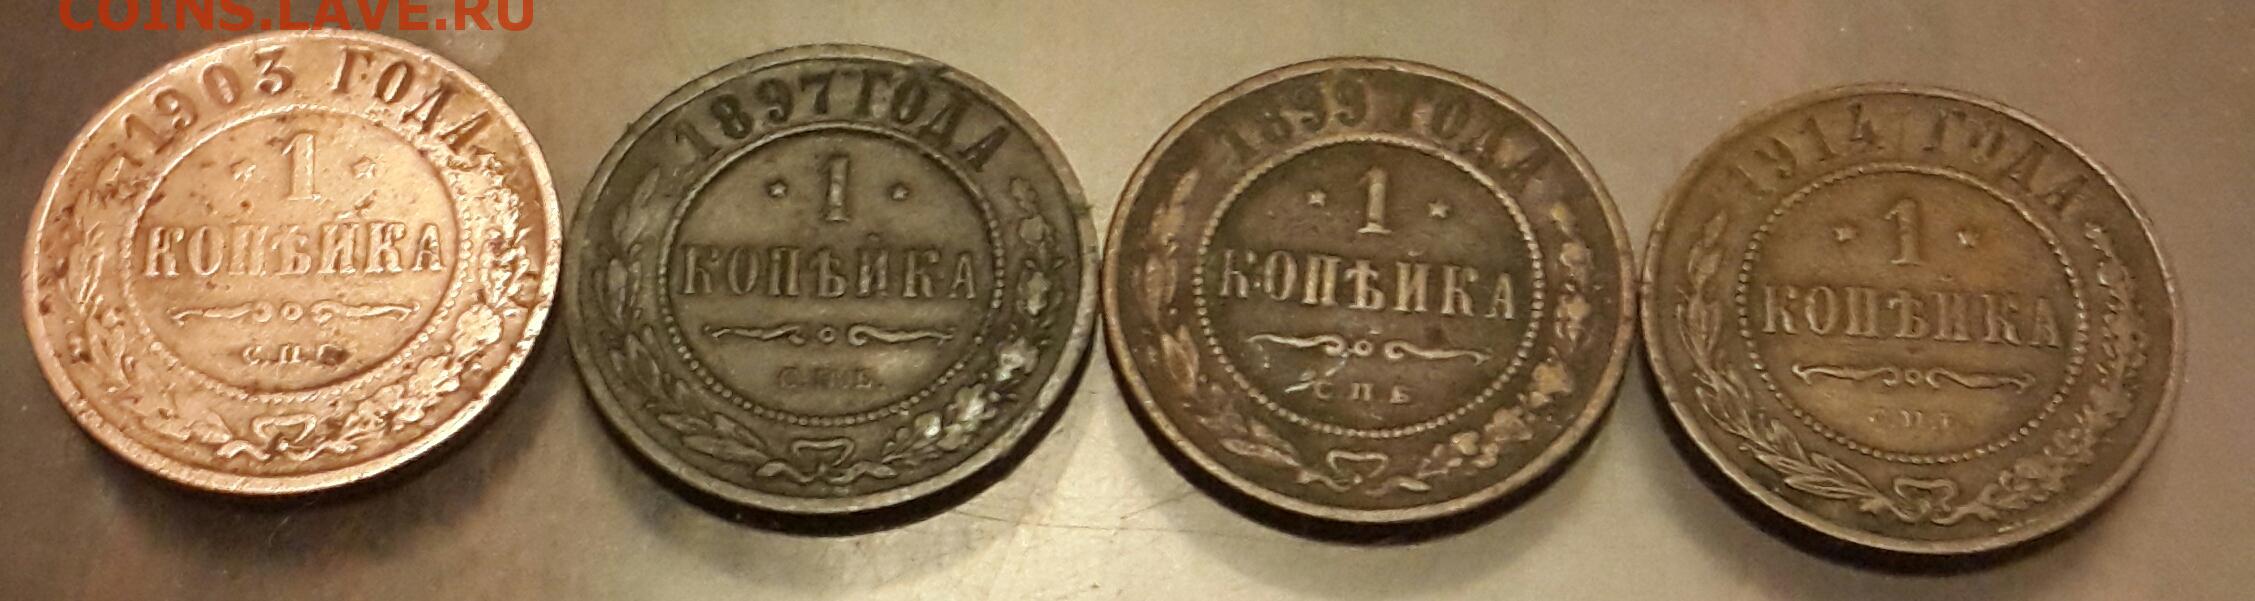 COINS.LAVE.RU
1903 ГОДА
1
КОПѢЙКА
С.П.Б.
1897 ГОДА
1
КОПѢЙКА
С.П.Б.
1899 ГОДА
1
КОПѢЙКА
С П Б
1914 ГОДА
1
КОПѢЙКА
С.П.Б.